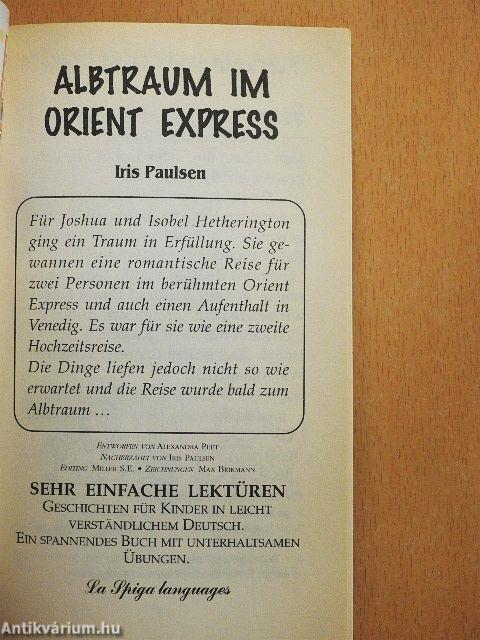 ALBTRAUM IM
ORIENT EXPRESS
Iris Paulsen
Für Joshua und Isobel Hetherington
ging ein Traum in Erfüllung. Sie ge-
wannen eine romantische Reise für
zwei Personen im berühmten Orient
Express und auch einen Aufenthalt in
Venedig. Es war für sie wie eine zweite
Hochzeitsreise.
Die Dinge liefen jedoch nicht so wie
erwartet und die Reise wurde bald zum
Albtraum ...
ENTWORFEN VON ALEXANDRA PEET
NACHERZÄHLT VON IRIS PAULSEN
EDITING MILLER S.E. • ZEICHNUNGEN MAX BRIKMANN
SEHR EINFACHE LEKTÜREN
GESCHICHTEN FÜR KINDER IN LEICHT
VERSTÄNDLICHEM DEUTSCH.
EIN SPANNENDES BUCH MIT UNTERHALTSAMEN
ÜBUNGEN.
La Spiga languages
Antikvárium.hu